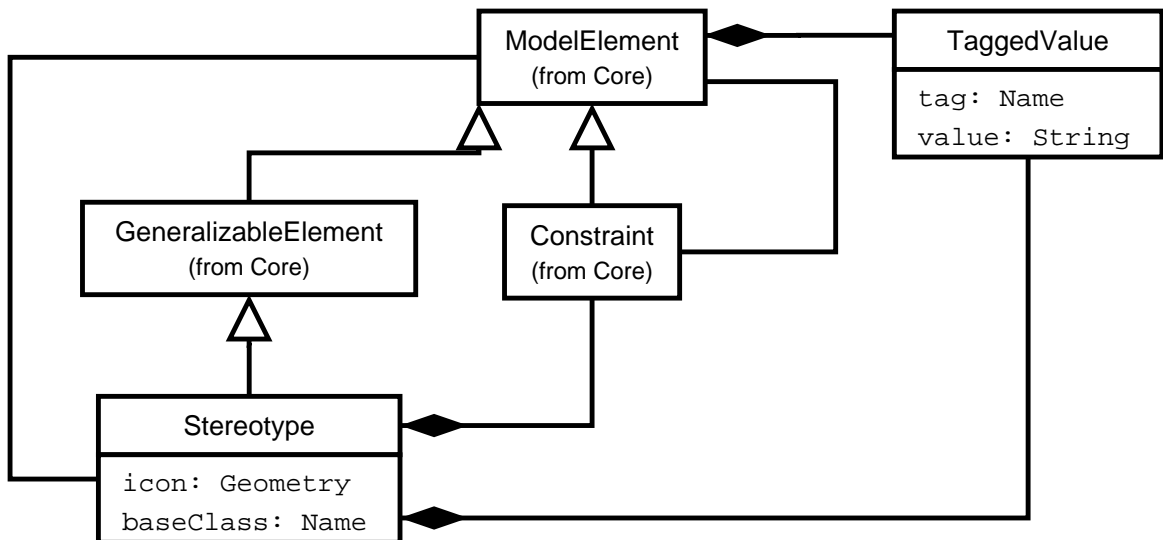 ModelElement
(from Core)
TaggedValue
tag: Name
value: String
GeneralizableElement
(from Core)
Constraint
(from Core)
Stereotype
icon: Geometry
baseClass: Name